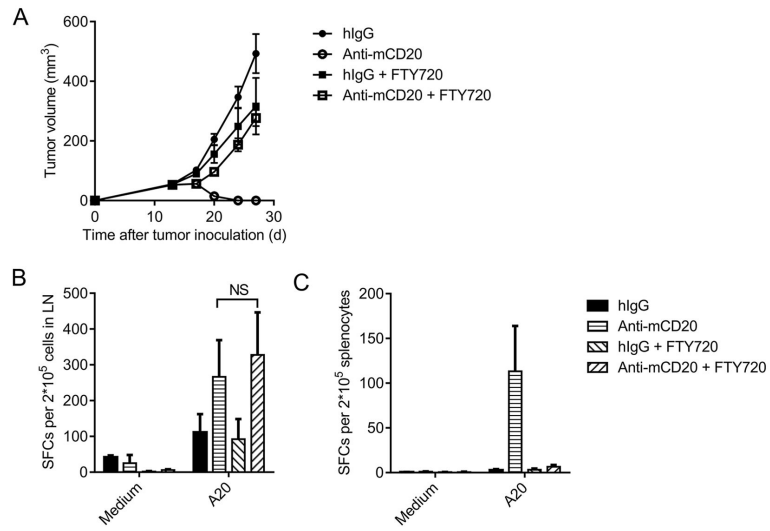 A
Tumor volume (mm³)
600
400
200
0
0 10 20 30
Time after tumor inoculation (d)
hIgG
Anti-mCD20
hIgG + FTY720
Anti-mCD20 + FTY720
B
SFCs per 2*10⁵ cells in LN
500
400
300
200
100
0
NS
Medium
A20
C
SFCs per 2*10⁵ splenocytes
200
150
100
50
0
Medium
A20
hIgG
Anti-mCD20
hIgG + FTY720
Anti-mCD20 + FTY720